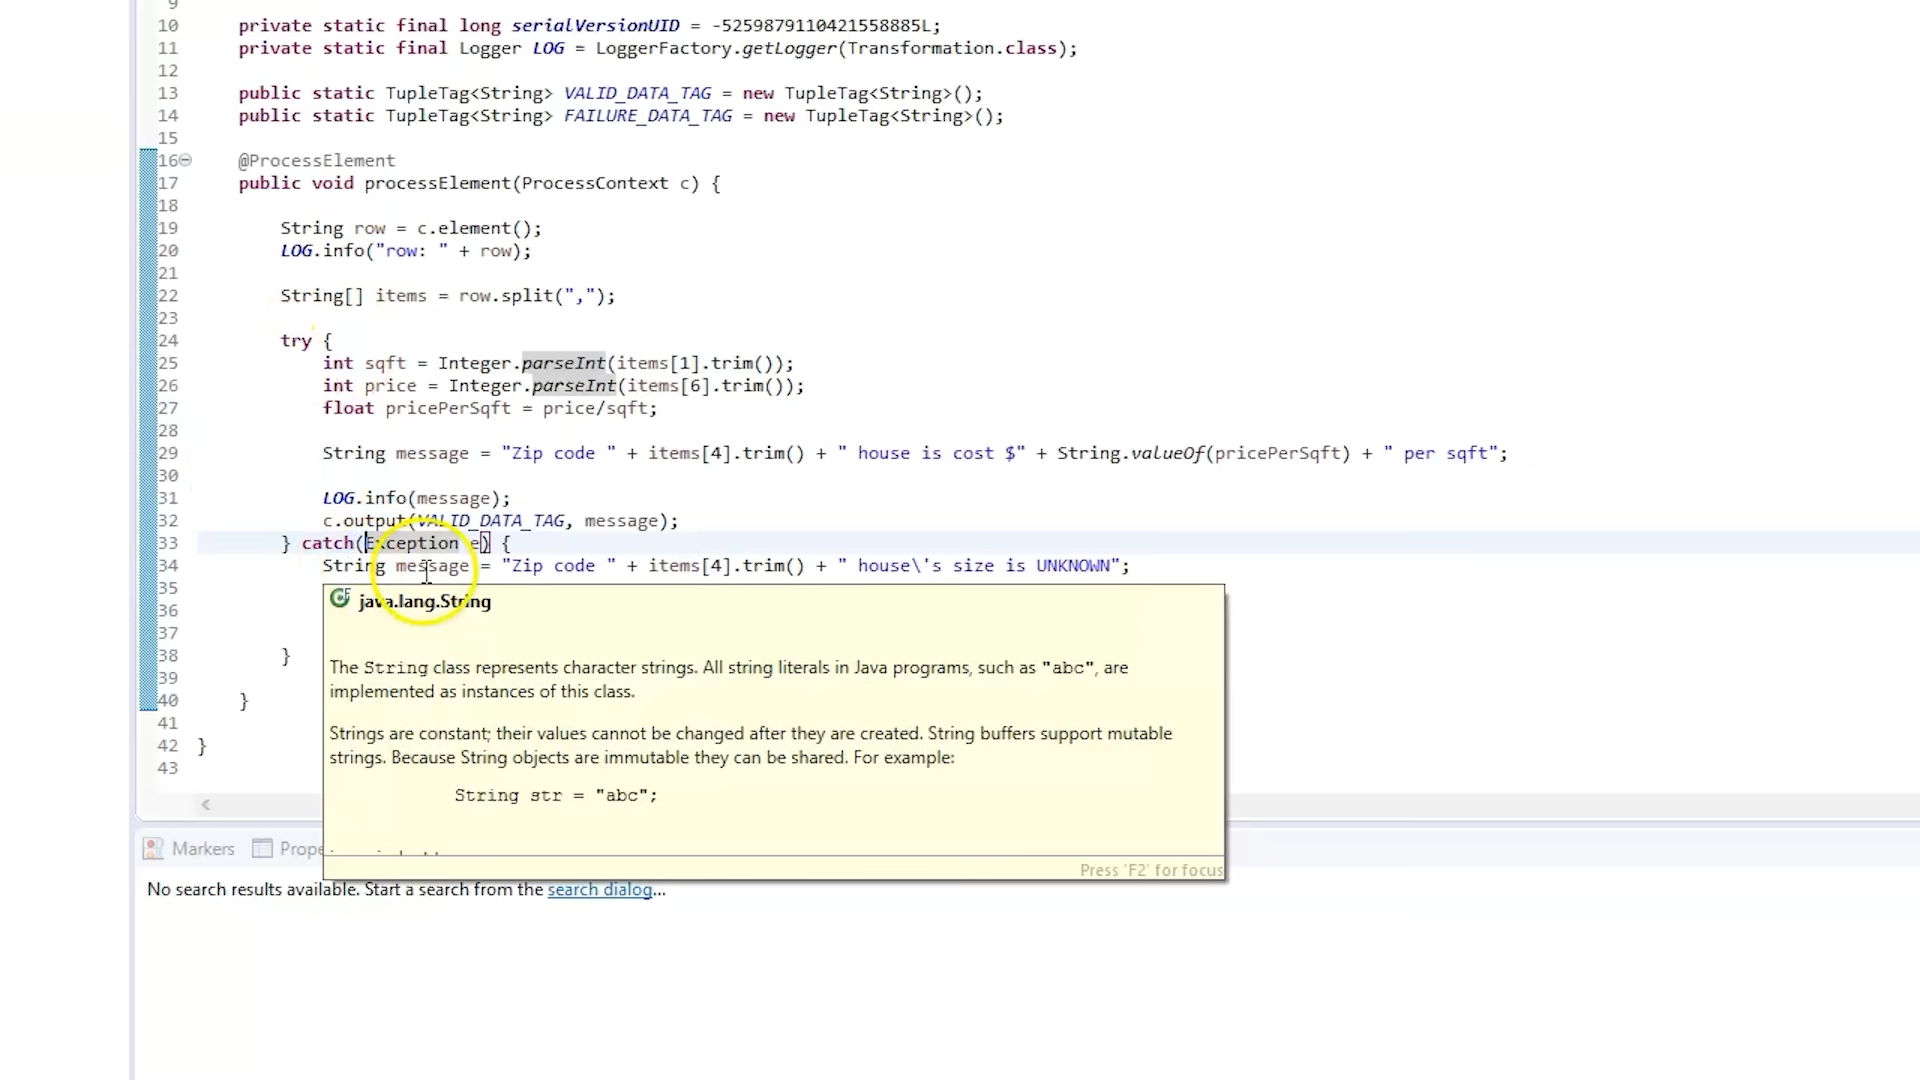 9
10 private static final long serialVersionUID = -5259879110421558885L;
11 private static final Logger LOG = LoggerFactory.getLogger(Transformation.class);
12
13 public static TupleTag<String> VALID_DATA_TAG = new TupleTag<String>();
14 public static TupleTag<String> FAILURE_DATA_TAG = new TupleTag<String>();
15
16 @ProcessElement
17 public void processElement(ProcessContext c) {
18
19 String row = c.element();
20 LOG.info("row: " + row);
21
22 String[] items = row.split(",");
23
24 try {
25 int sqft = Integer.parseInt(items[1].trim());
26 int price = Integer.parseInt(items[6].trim());
27 float pricePerSqft = price/sqft;
28
29 String message = "Zip code " + items[4].trim() + " house is cost $" + String.valueOf(pricePerSqft) + " per sqft";
30
31 LOG.info(message);
32 c.output(VALID_DATA_TAG, message);
33 } catch(Exception e) {
34 String message = "Zip code " + items[4].trim() + " house\'s size is UNKNOWN";
35
java.lang.String
36
37
38 }
The String class represents character strings. All string literals in Java programs, such as "abc", are
implemented as instances of this class.
39
40 }
41
Strings are constant; their values cannot be changed after they are created. String buffers support mutable
strings. Because String objects are immutable they can be shared. For example:
42 }
43
String str = "abc";
Press 'F2' for focus
Markers Prope
No search results available. Start a search from the search dialog...